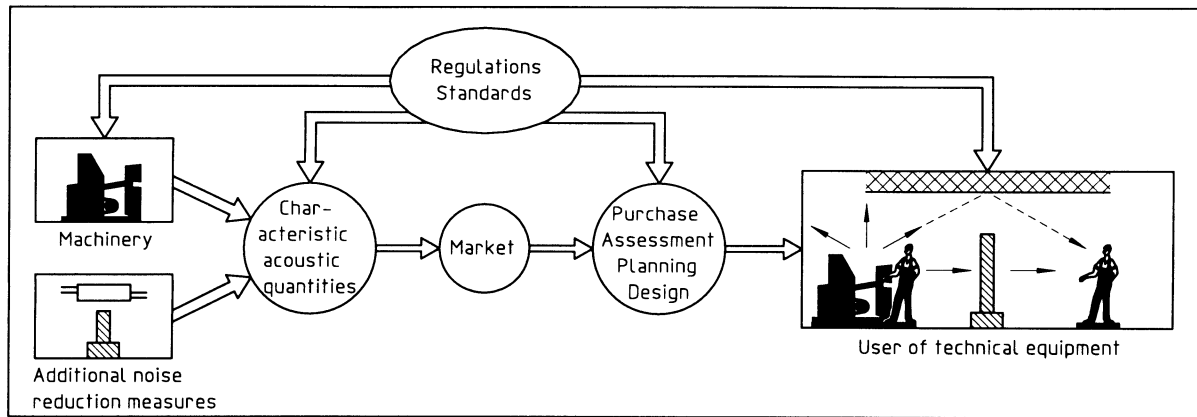 Regulations
Standards
Machinery
Char-
acteristic
acoustic
quantities
Market
Purchase
Assessment
Planning
Design
Additional noise
reduction measures
User of technical equipment